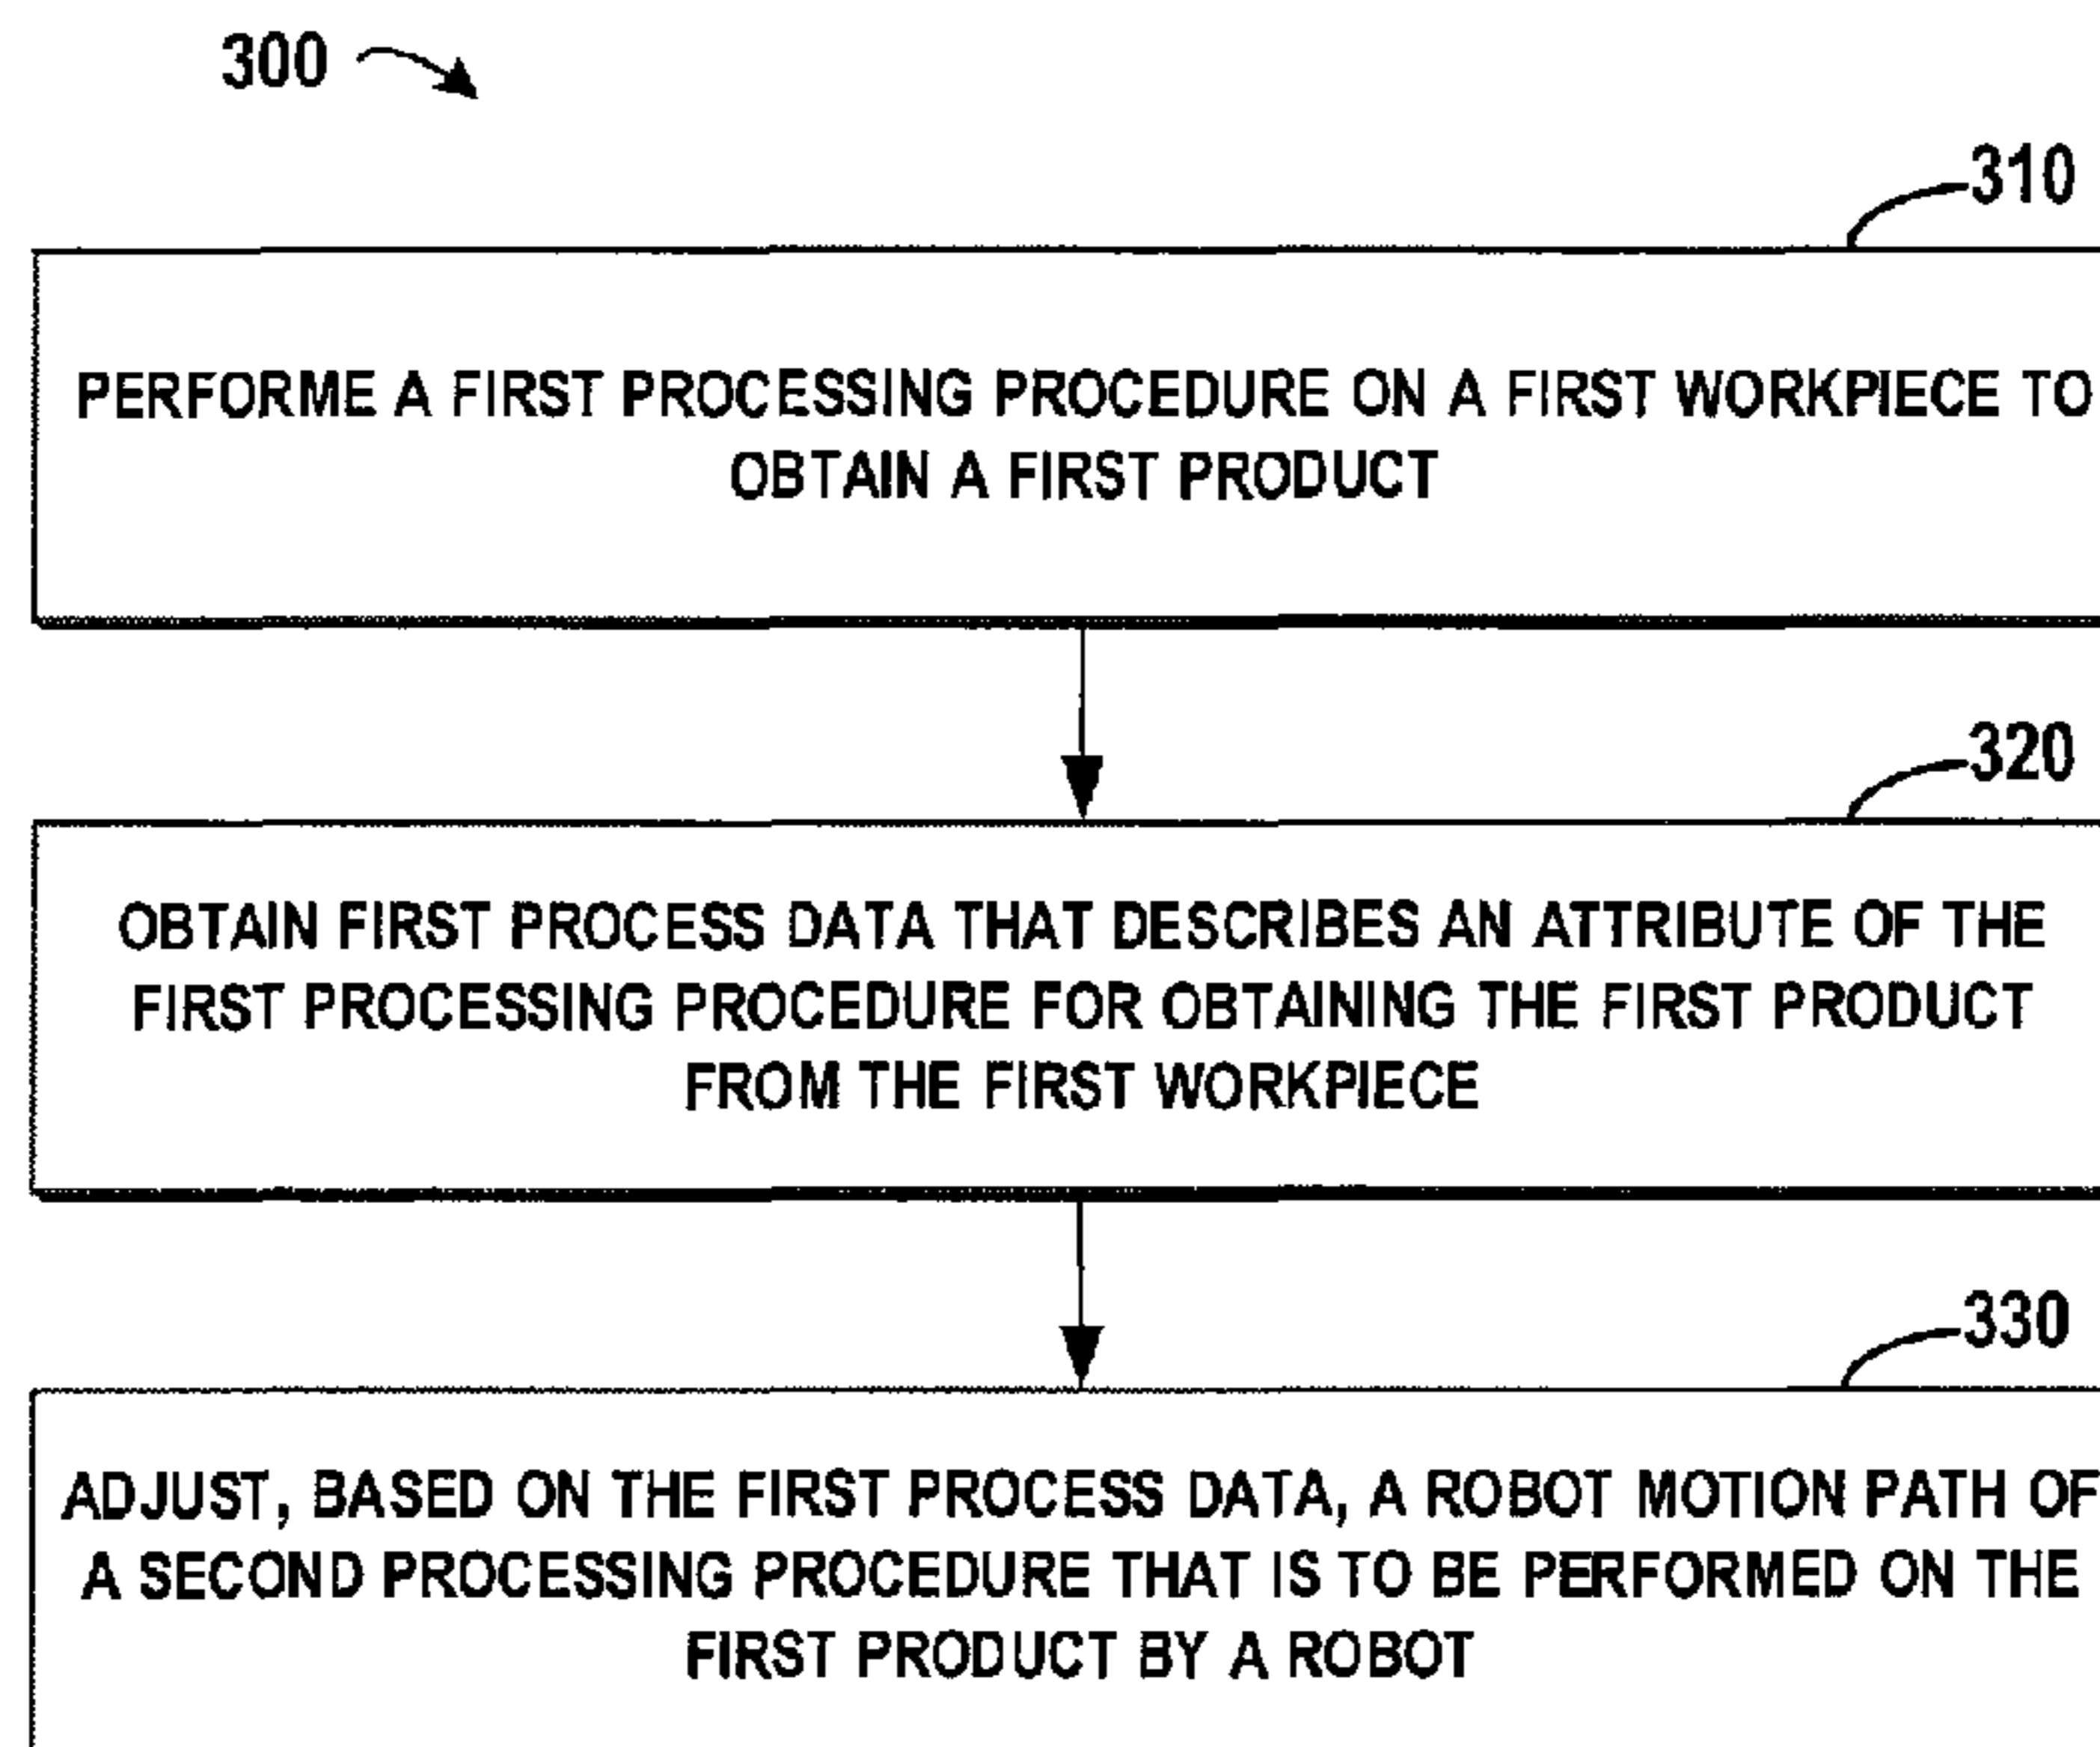 300
310
PERFORME A FIRST PROCESSING PROCEDURE ON A FIRST WORKPIECE TO
OBTAIN A FIRST PRODUCT
320
OBTAIN FIRST PROCESS DATA THAT DESCRIBES AN ATTRIBUTE OF THE
FIRST PROCESSING PROCEDURE FOR OBTAINING THE FIRST PRODUCT
FROM THE FIRST WORKPIECE
330
ADJUST, BASED ON THE FIRST PROCESS DATA, A ROBOT MOTION PATH OF
A SECOND PROCESSING PROCEDURE THAT IS TO BE PERFORMED ON THE
FIRST PRODUCT BY A ROBOT